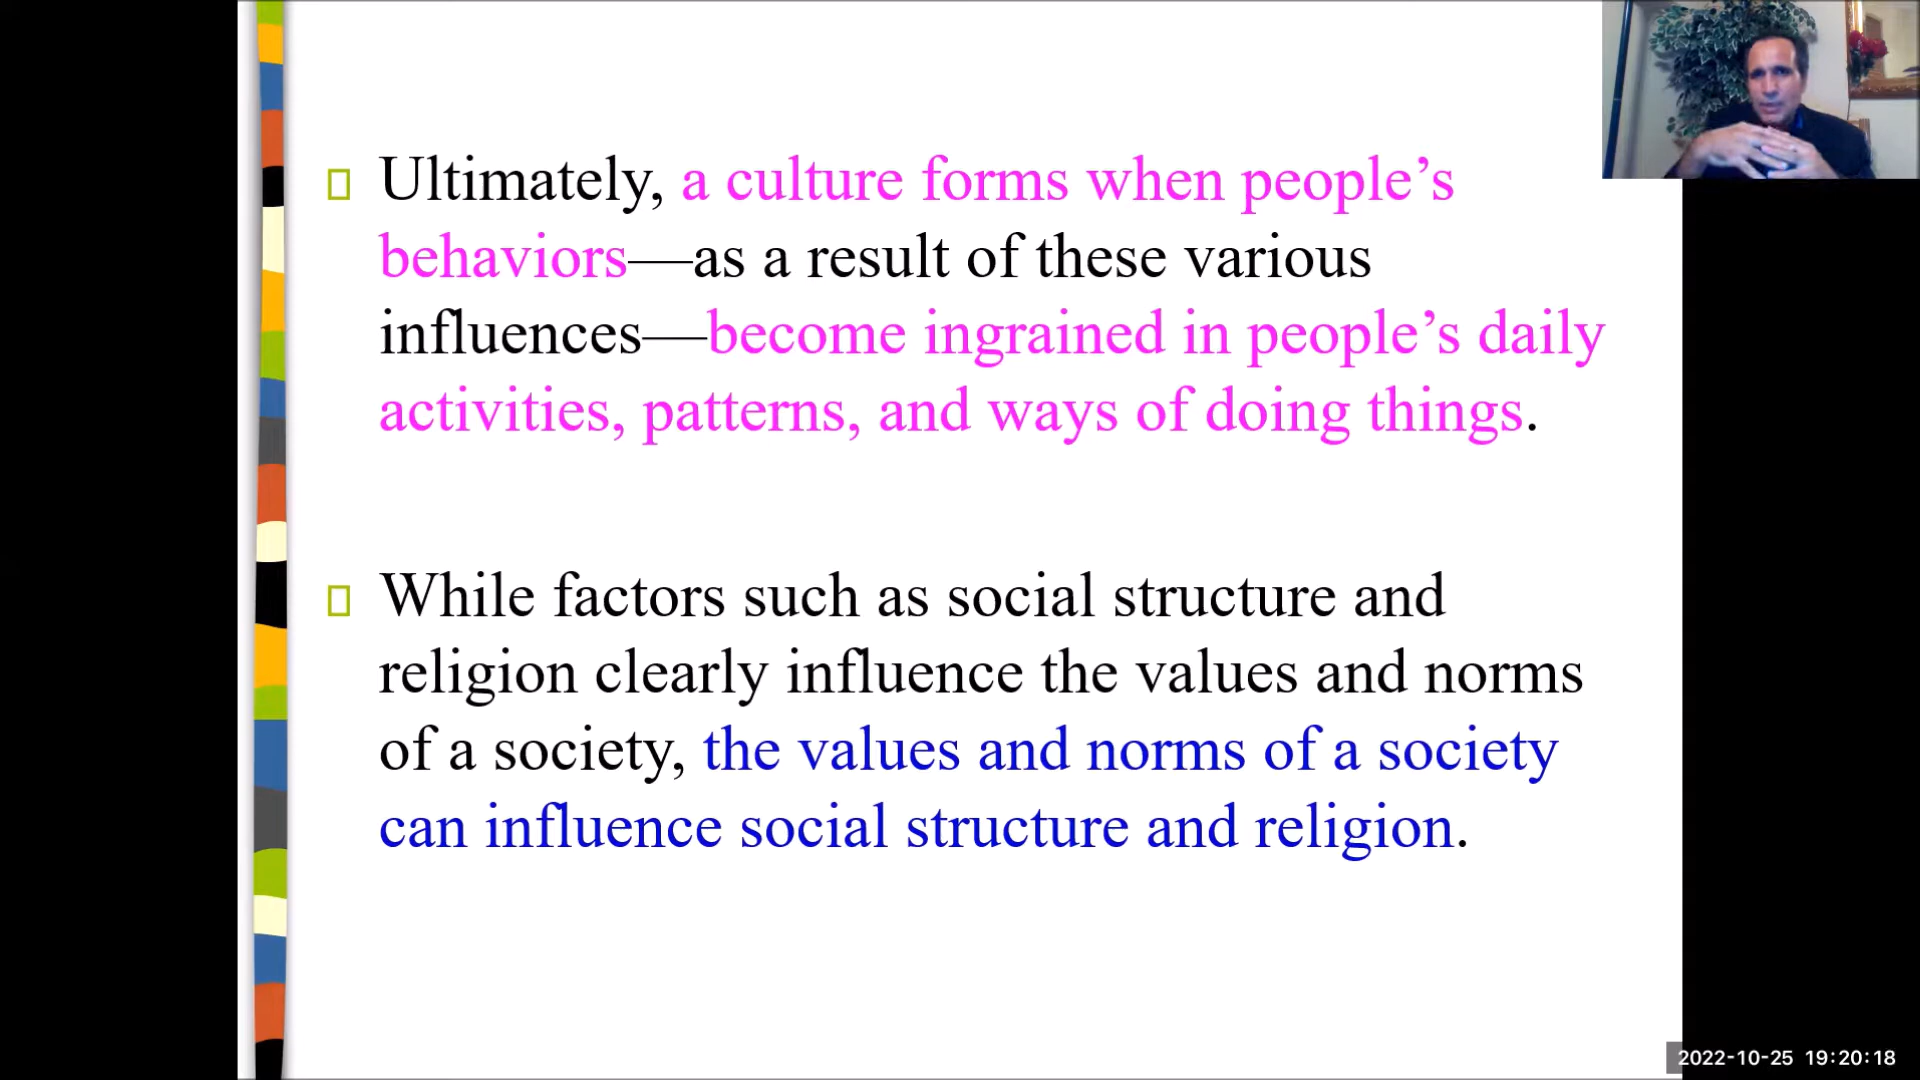 Ultimately, a culture forms when people’s
behaviors—as a result of these various
influences—become ingrained in people’s daily
activities, patterns, and ways of doing things.
While factors such as social structure and
religion clearly influence the values and norms
of a society, the values and norms of a society
can influence social structure and religion.
2022-10-25 19:20:18